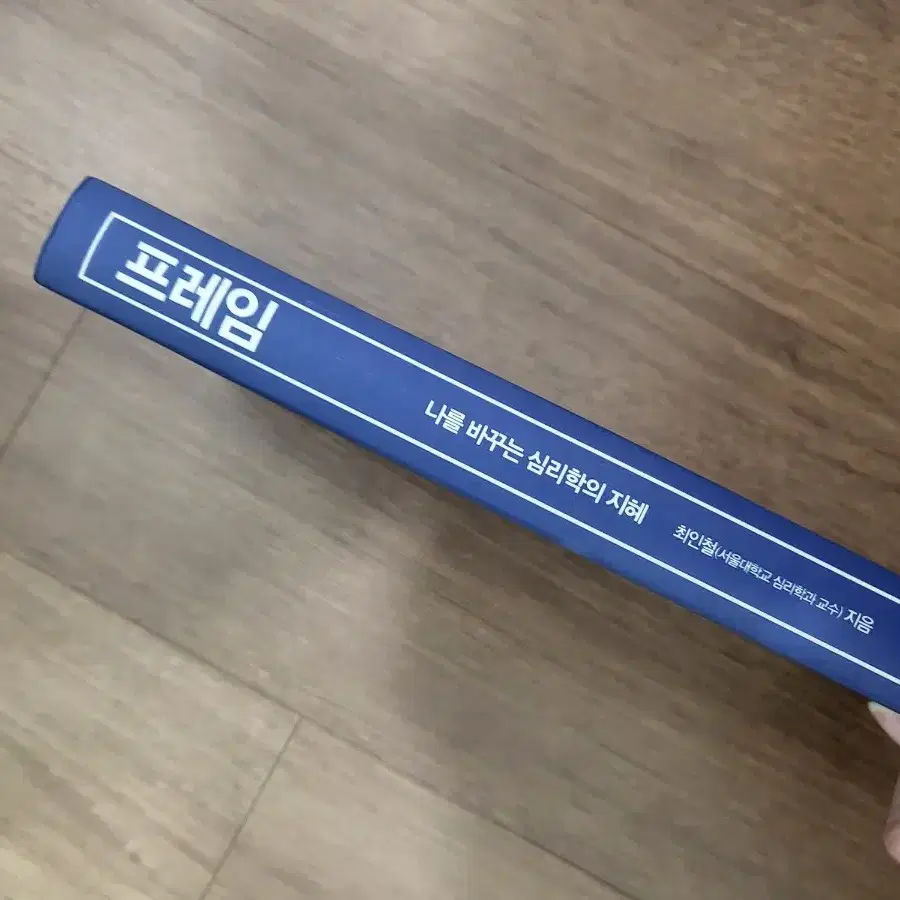 프레임
나를 바꾸는 심리학의 지혜
최인철(서울대학교 심리학과 교수) 지음